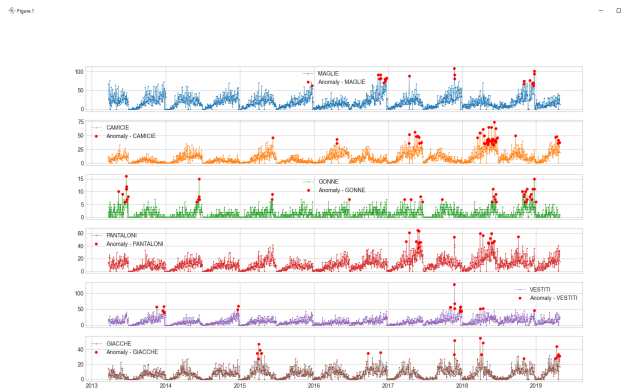 Figure 1
100
50
0
MAGLIE
Anomaly - MAGLIE
75
50
25
0
CAMICIE
Anomaly - CAMICIE
15
10
5
0
GONNE
Anomaly - GONNE
60
40
20
0
PANTALONI
Anomaly - PANTALONI
100
50
0
VESTITI
Anomaly - VESTITI
40
20
0
GIACCHE
Anomaly - GIACCHE
2013 2014 2015 2016 2017 2018 2019